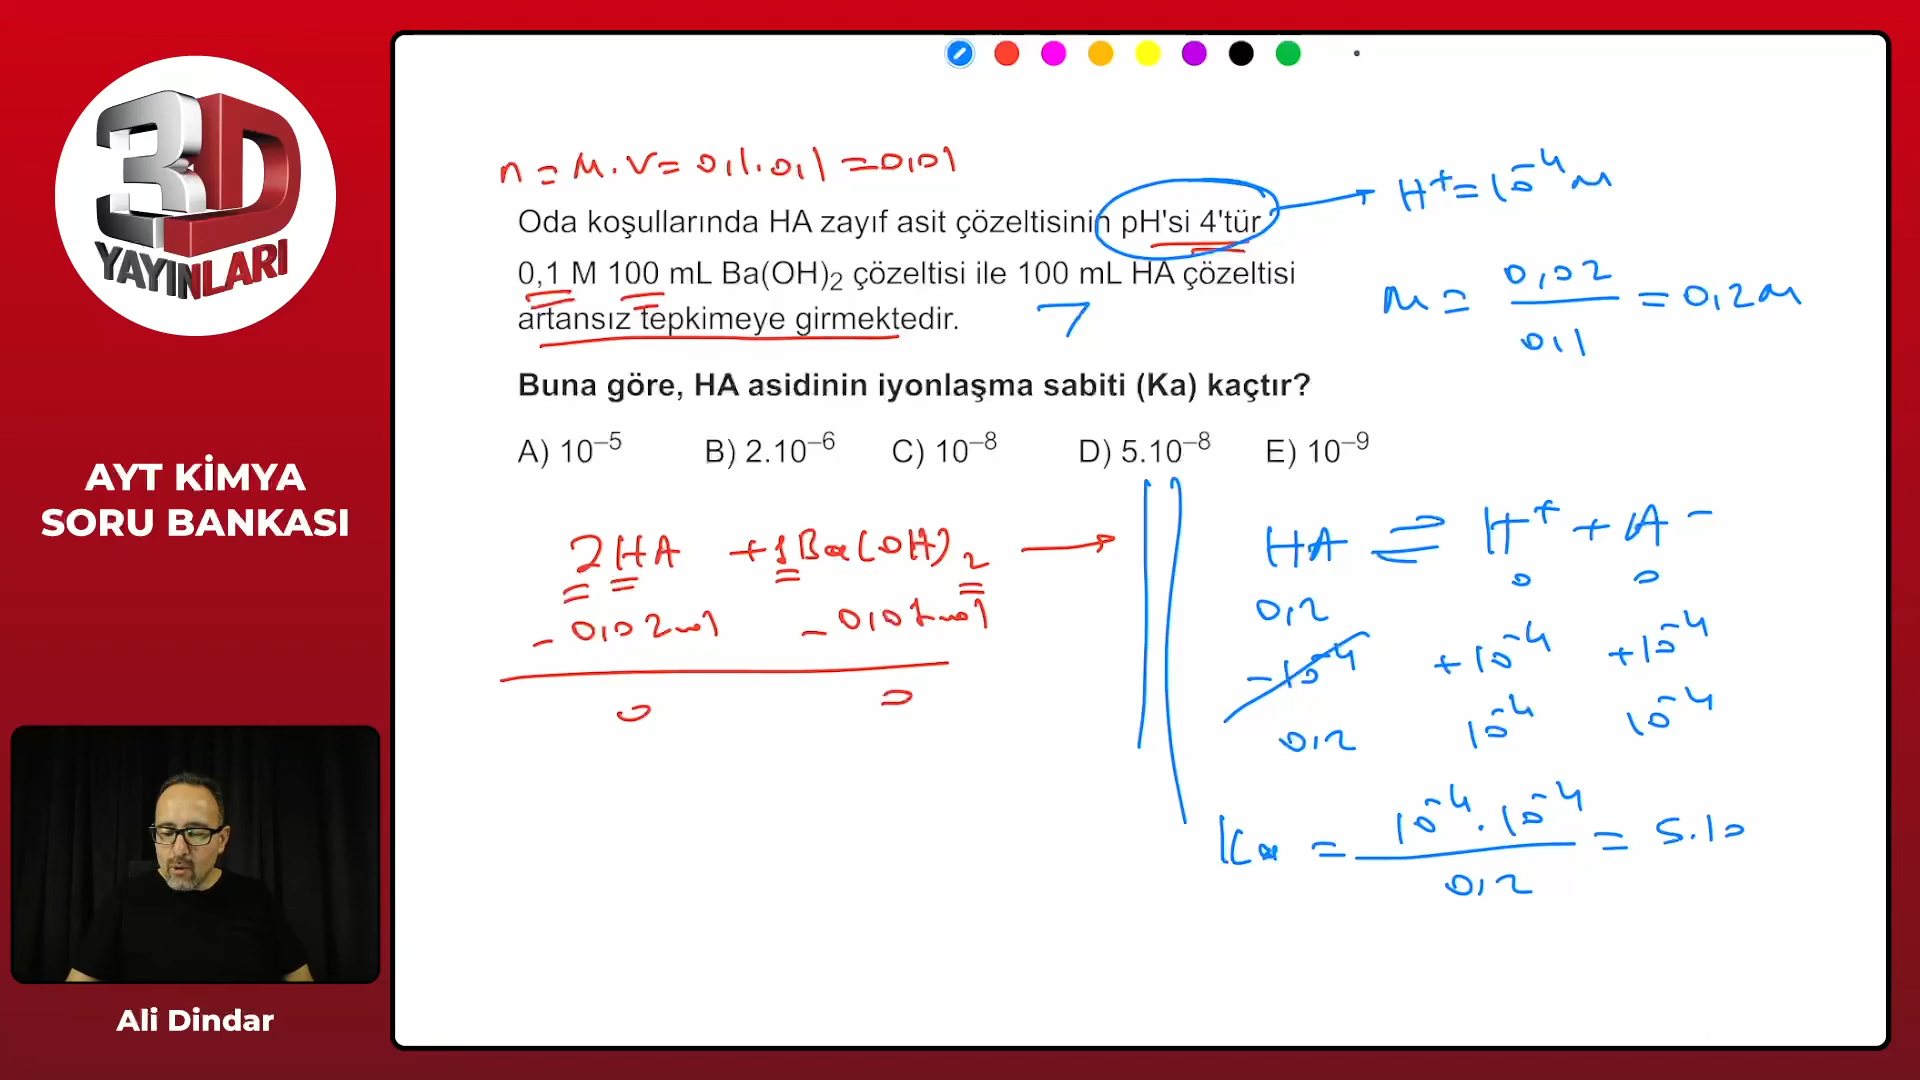 3D
YAYINLARI
AYT KİMYA
SORU BANKASI
Ali Dindar
n = M.V = 0,1.0,1 = 0,01
Oda koşullarında HA zayıf asit çözeltisinin pH'si 4'tür
0,1 M 100 mL Ba(OH)₂ çözeltisi ile 100 mL HA çözeltisi
artansız tepkimeye girmektedir.
7
Buna göre, HA asidinin iyonlaşma sabiti (Ka) kaçtır?
A) 10⁻⁵ B) 2.10⁻⁶ C) 10⁻⁸ D) 5.10⁻⁸ E) 10⁻⁹
2HA + 1Ba(OH)₂ →
-0,02mol -0,01mol
0 0
H⁺ = 10⁻⁴ M
M = 0,02 / 0,1 = 0,2M
HA ⇌ H⁺ + A⁻
0 0
0,2
-10⁻⁴ +10⁻⁴ +10⁻⁴
0,2 10⁻⁴ 10⁻⁴
Ka = 10⁻⁴.10⁻⁴ / 0,2 = 5.10